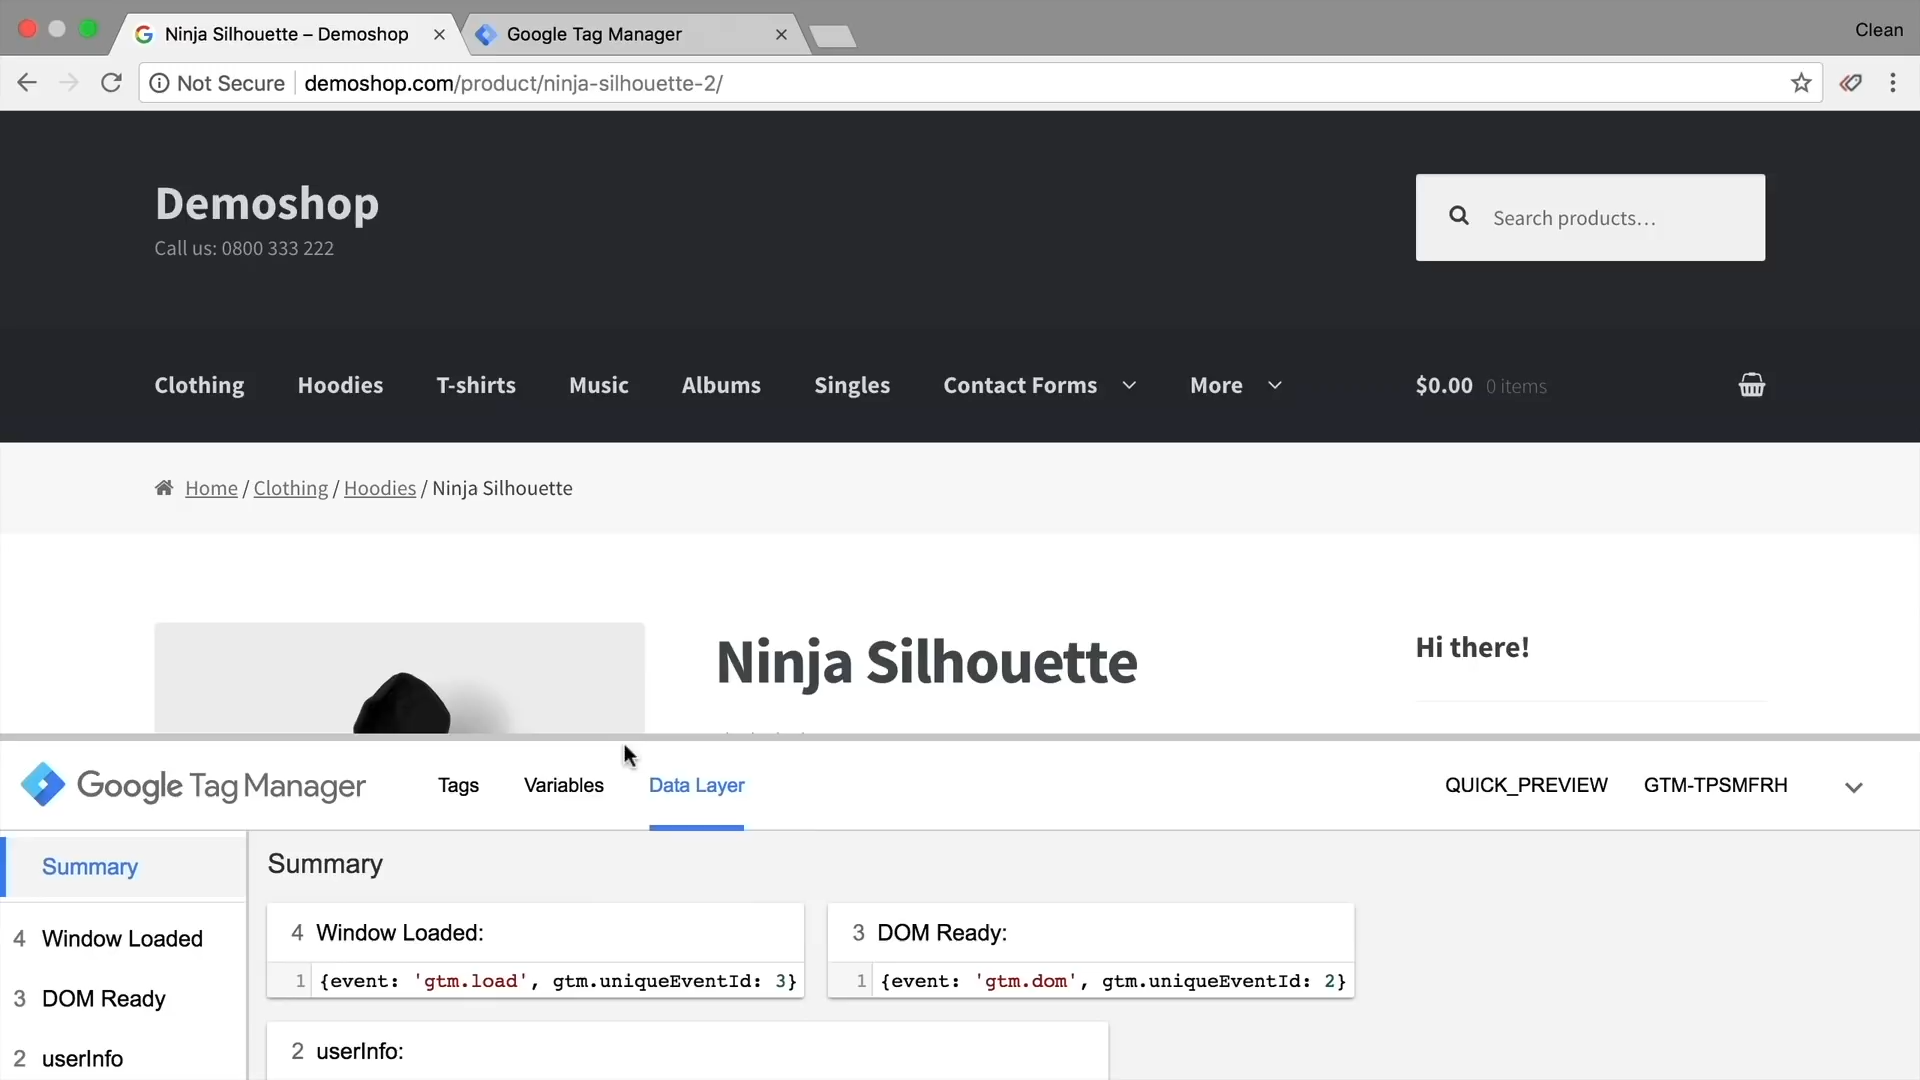 Ninja Silhouette – Demoshop
Google Tag Manager
Clean
Not Secure
demoshop.com/product/ninja-silhouette-2/
Demoshop
Call us: 0800 333 222
Search products…
Clothing Hoodies T-shirts Music Albums Singles Contact Forms More $0.00 0 items
Home / Clothing / Hoodies / Ninja Silhouette
Ninja Silhouette
Hi there!
Google Tag Manager Tags Variables Data Layer QUICK_PREVIEW GTM-TPSMFRH
Summary
4 Window Loaded
3 DOM Ready
2 userInfo
Summary
4 Window Loaded:
1 {event: 'gtm.load', gtm.uniqueEventId: 3}
3 DOM Ready:
1 {event: 'gtm.dom', gtm.uniqueEventId: 2}
2 userInfo: